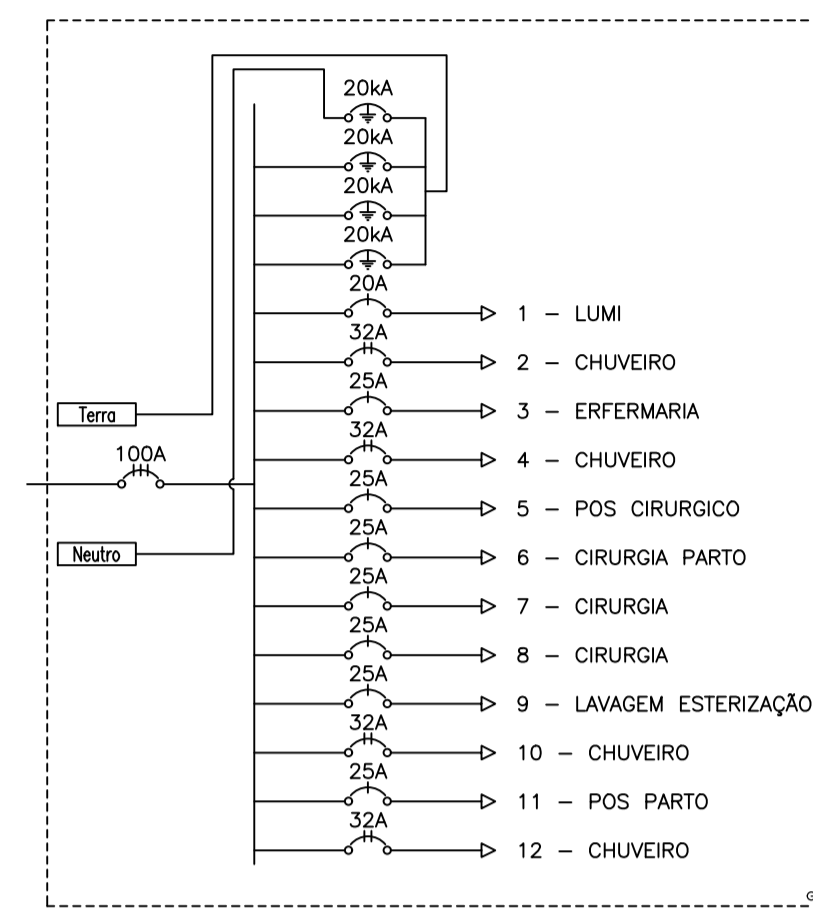 20kA
20kA
20kA
20kA
20A
1 – LUMI
32A
2 – CHUVEIRO
25A
Terra
3 – ERFERMARIA
32A
100A
4 – CHUVEIRO
25A
5 – POS CIRURGICO
25A
Neutro
6 – CIRURGIA PARTO
25A
7 – CIRURGIA
25A
8 – CIRURGIA
25A
9 – LAVAGEM ESTERIZAÇÃO
32A
10 – CHUVEIRO
25A
11 – POS PARTO
32A
12 – CHUVEIRO